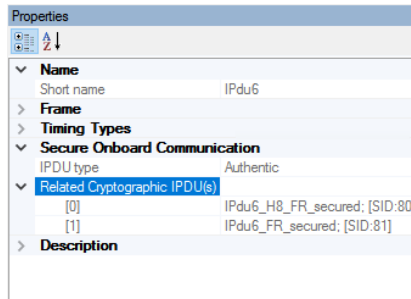 Properties
A
Z
Name
Short name IPdu6
Frame
Timing Types
Secure Onboard Communication
IPDU type Authentic
Related Cryptographic IPDU(s)
[0] IPdu6_H8_FR_secured; [SID:80
[1] IPdu6_FR_secured; [SID:81]
Description